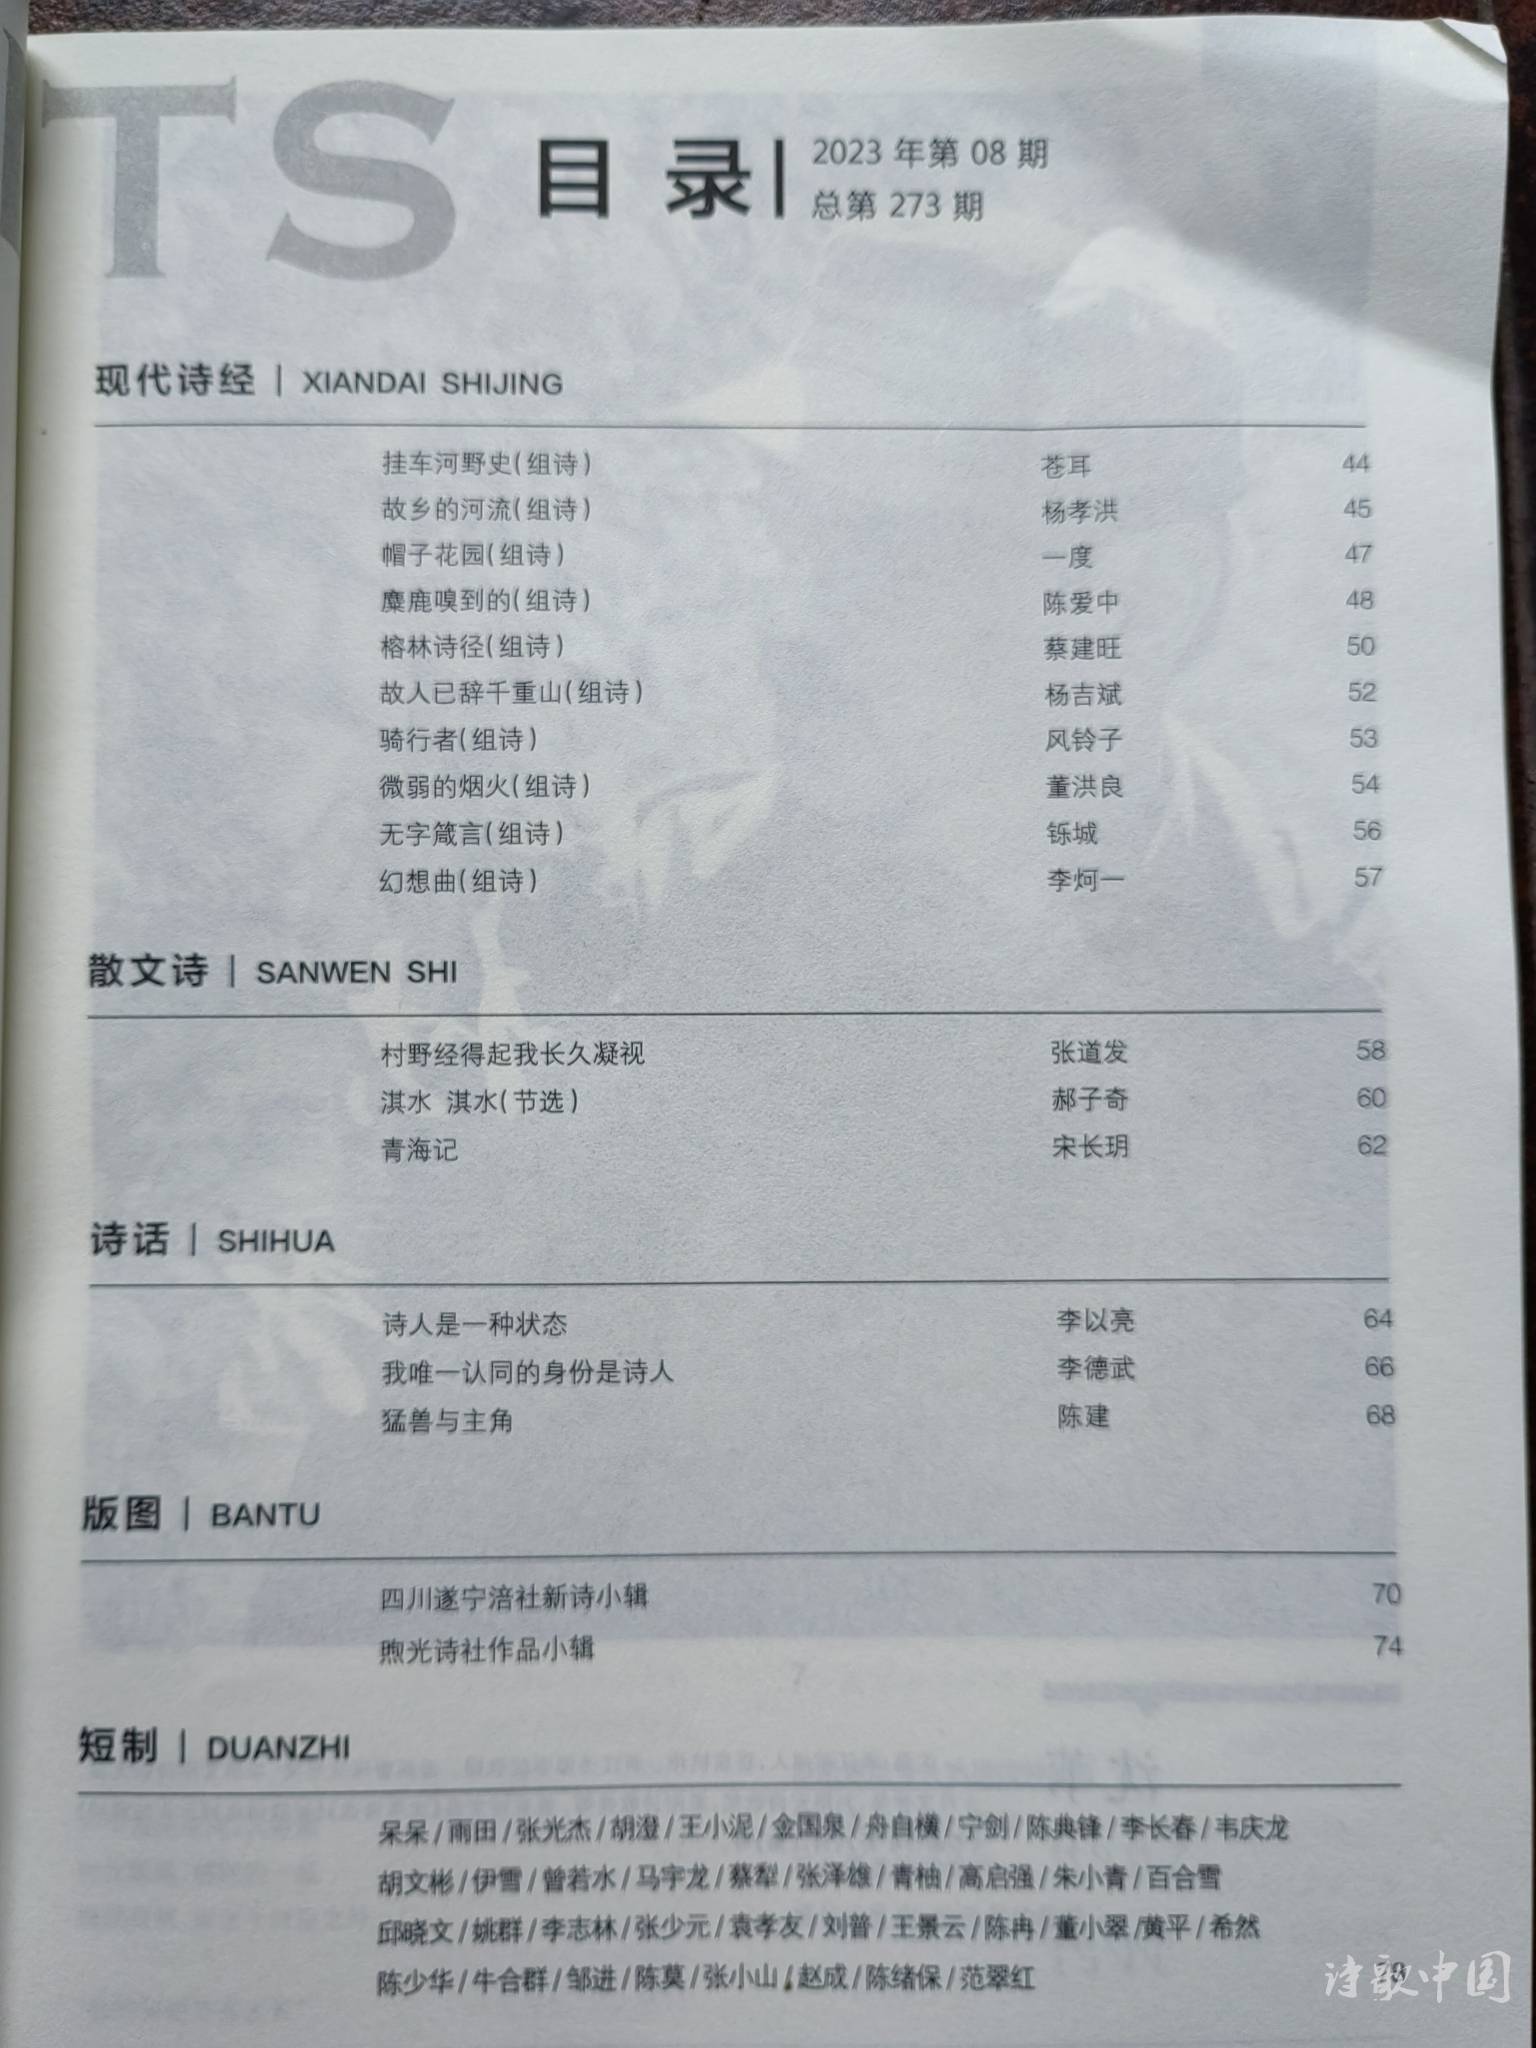 TS
目录
2023 年第 08 期
总第 273 期
现代诗经 | XIANDAI SHIJING
挂车河野史(组诗) 苍耳 44
故乡的河流(组诗) 杨孝洪 45
帽子花园(组诗) 一度 47
麋鹿嗅到的(组诗) 陈爱中 48
榕林诗径(组诗) 蔡建旺 50
故人已辞千重山(组诗) 杨吉斌 52
骑行者(组诗) 风铃子 53
微弱的烟火(组诗) 董洪良 54
无字箴言(组诗) 铄城 56
幻想曲(组诗) 李炣一 57
散文诗 | SANWEN SHI
村野经得起我长久凝视 张道发 58
淇水 淇水(节选) 郝子奇 60
青海记 宋长玥 62
诗话 | SHIHUA
诗人是一种状态 李以亮 64
我唯一认同的身份是诗人 李德武 66
猛兽与主角 陈建 68
版图 | BANTU
四川遂宁涪社新诗小辑 70
煦光诗社作品小辑 74
短制 | DUANZHI
呆呆/雨田/张光杰/胡澄/王小泥/金国泉/舟自横/宁剑/陈典锋/李长春/韦庆龙
胡文彬/伊雪/曾若水/马宇龙/蔡犁/张泽雄/青柚/高启强/朱小青/百合雪
邱晓文/姚群/李志林/张少元/袁孝友/刘普/王景云/陈冉/董小翠/黄平/希然
陈少华/牛合群/邹进/陈莫/张小山/赵成/陈绪保/范翠红
诗歌中国